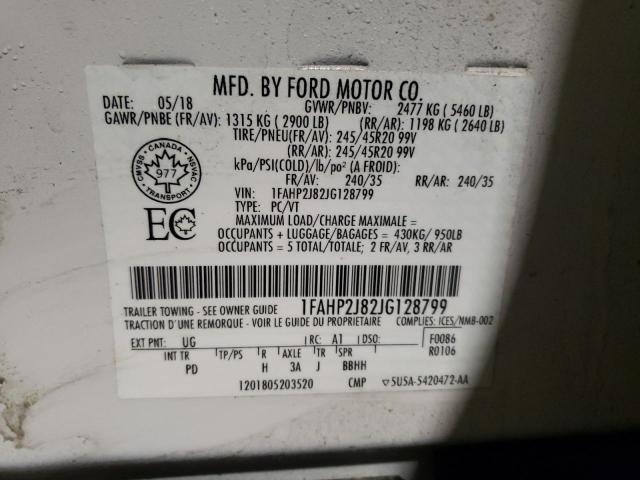 MFD. BY FORD MOTOR CO.
DATE: 05/18 GVWR/PNBV: 2477 KG ( 5460 LB)
GAWR/PNBE (FR/AV): 1315 KG ( 2900 LB) (RR/AR): 1198 KG ( 2640 LB)
TIRE/PNEU(FR/AV): 245/45R20 99V
(RR/AR): 245/45R20 99V
kPa/PSI(COLD)/lb/po² (A FROID):
FR/AV: 240/35 RR/AR: 240/35
CMVSS - CANADA - NSVAC
977
TRANSPORT
VIN: 1FAHP2J82JG128799
TYPE: PC/VT
EC
MAXIMUM LOAD/CHARGE MAXIMALE =
OCCUPANTS + LUGGAGE/BAGAGES = 430KG/ 950LB
OCCUPANTS = 5 TOTAL/TOTALE; 2 FR/AV, 3 RR/AR
TRAILER TOWING - SEE OWNER GUIDE 1FAHP2J82JG128799
TRACTION D'UNE REMORQUE - VOIR LE GUIDE DU PROPRIETAIRE COMPLIES: ICES/NMB-002
EXT PNT: UG RC: A1 DSO: F0086
INT TR TP/PS R AXLE TR SPR R0106
PD H 3A J BBHH
1201805203520 CMP 5U5A-5420472-AA